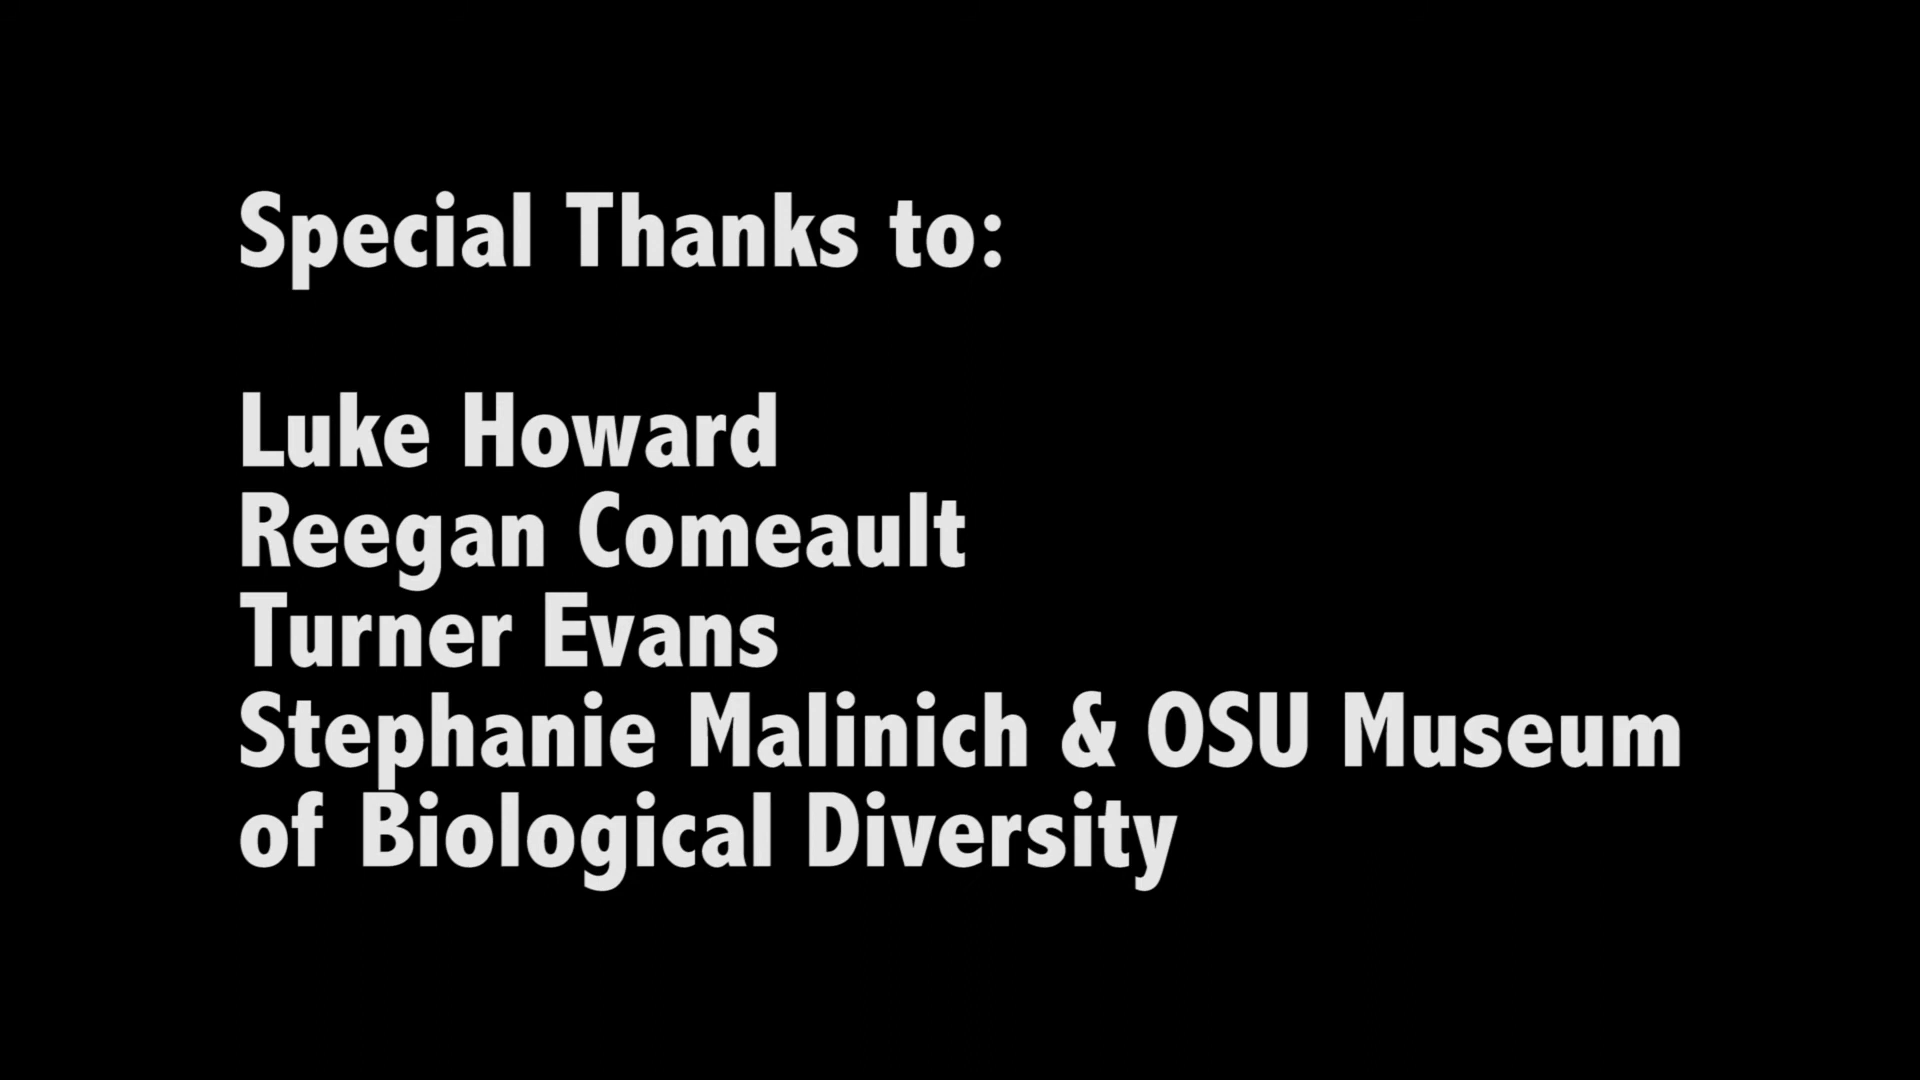 Special Thanks to:
Luke Howard
Reegan Comeault
Turner Evans
Stephanie Malinich & OSU Museum
of Biological Diversity